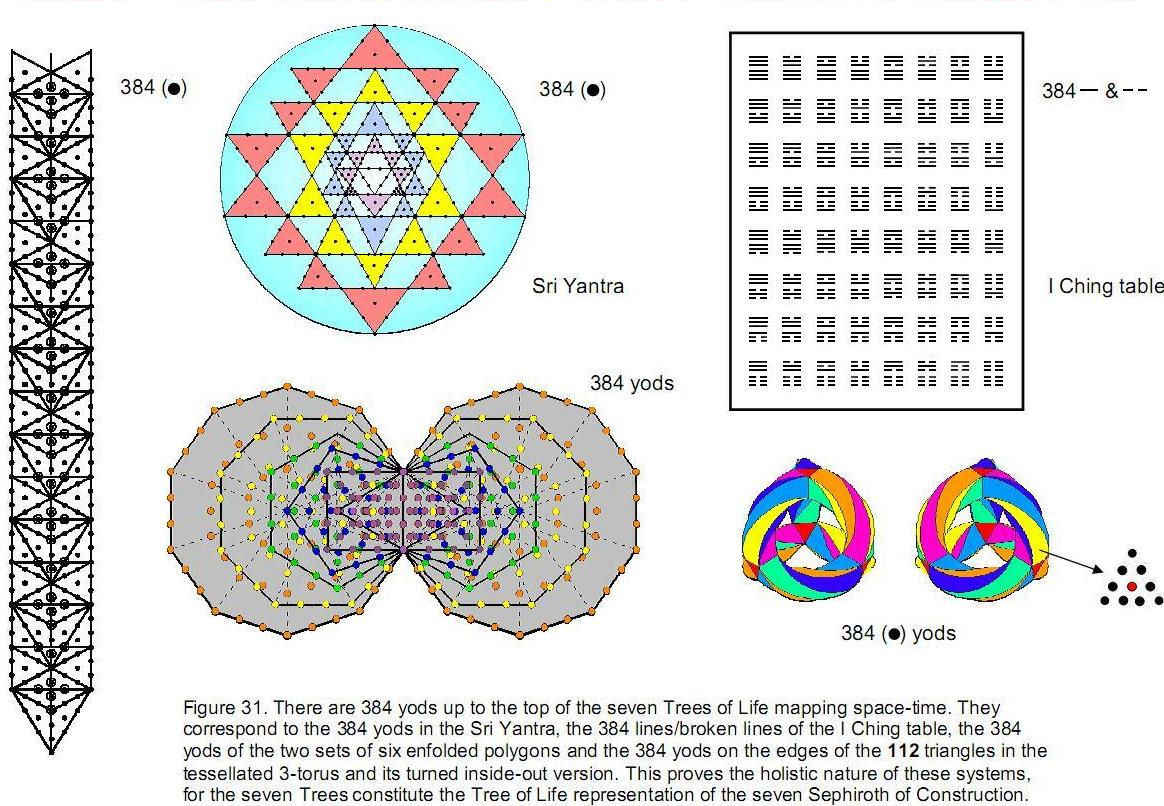 384 (●)
384 (●)
384 — & --
Sri Yantra
I Ching table
384 yods
384 (●) yods
Figure 31. There are 384 yods up to the top of the seven Trees of Life mapping space-time. They
correspond to the 384 yods in the Sri Yantra, the 384 lines/broken lines of the I Ching table, the 384
yods of the two sets of six enfolded polygons and the 384 yods on the edges of the 112 triangles in the
tessellated 3-torus and its turned inside-out version. This proves the holistic nature of these systems,
for the seven Trees constitute the Tree of Life representation of the seven Sephiroth of Construction.